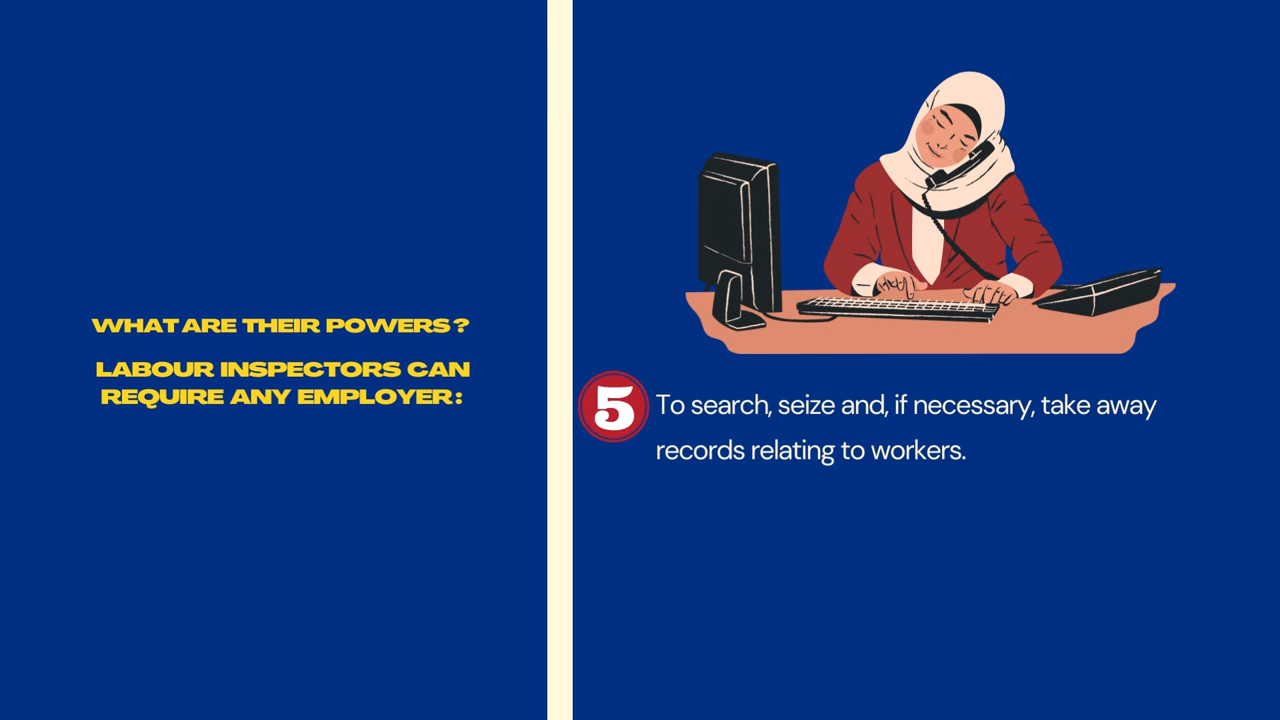 WHAT ARE THEIR POWERS?
LABOUR INSPECTORS CAN
REQUIRE ANY EMPLOYER:
5
To search, seize and, if necessary, take away
records relating to workers.